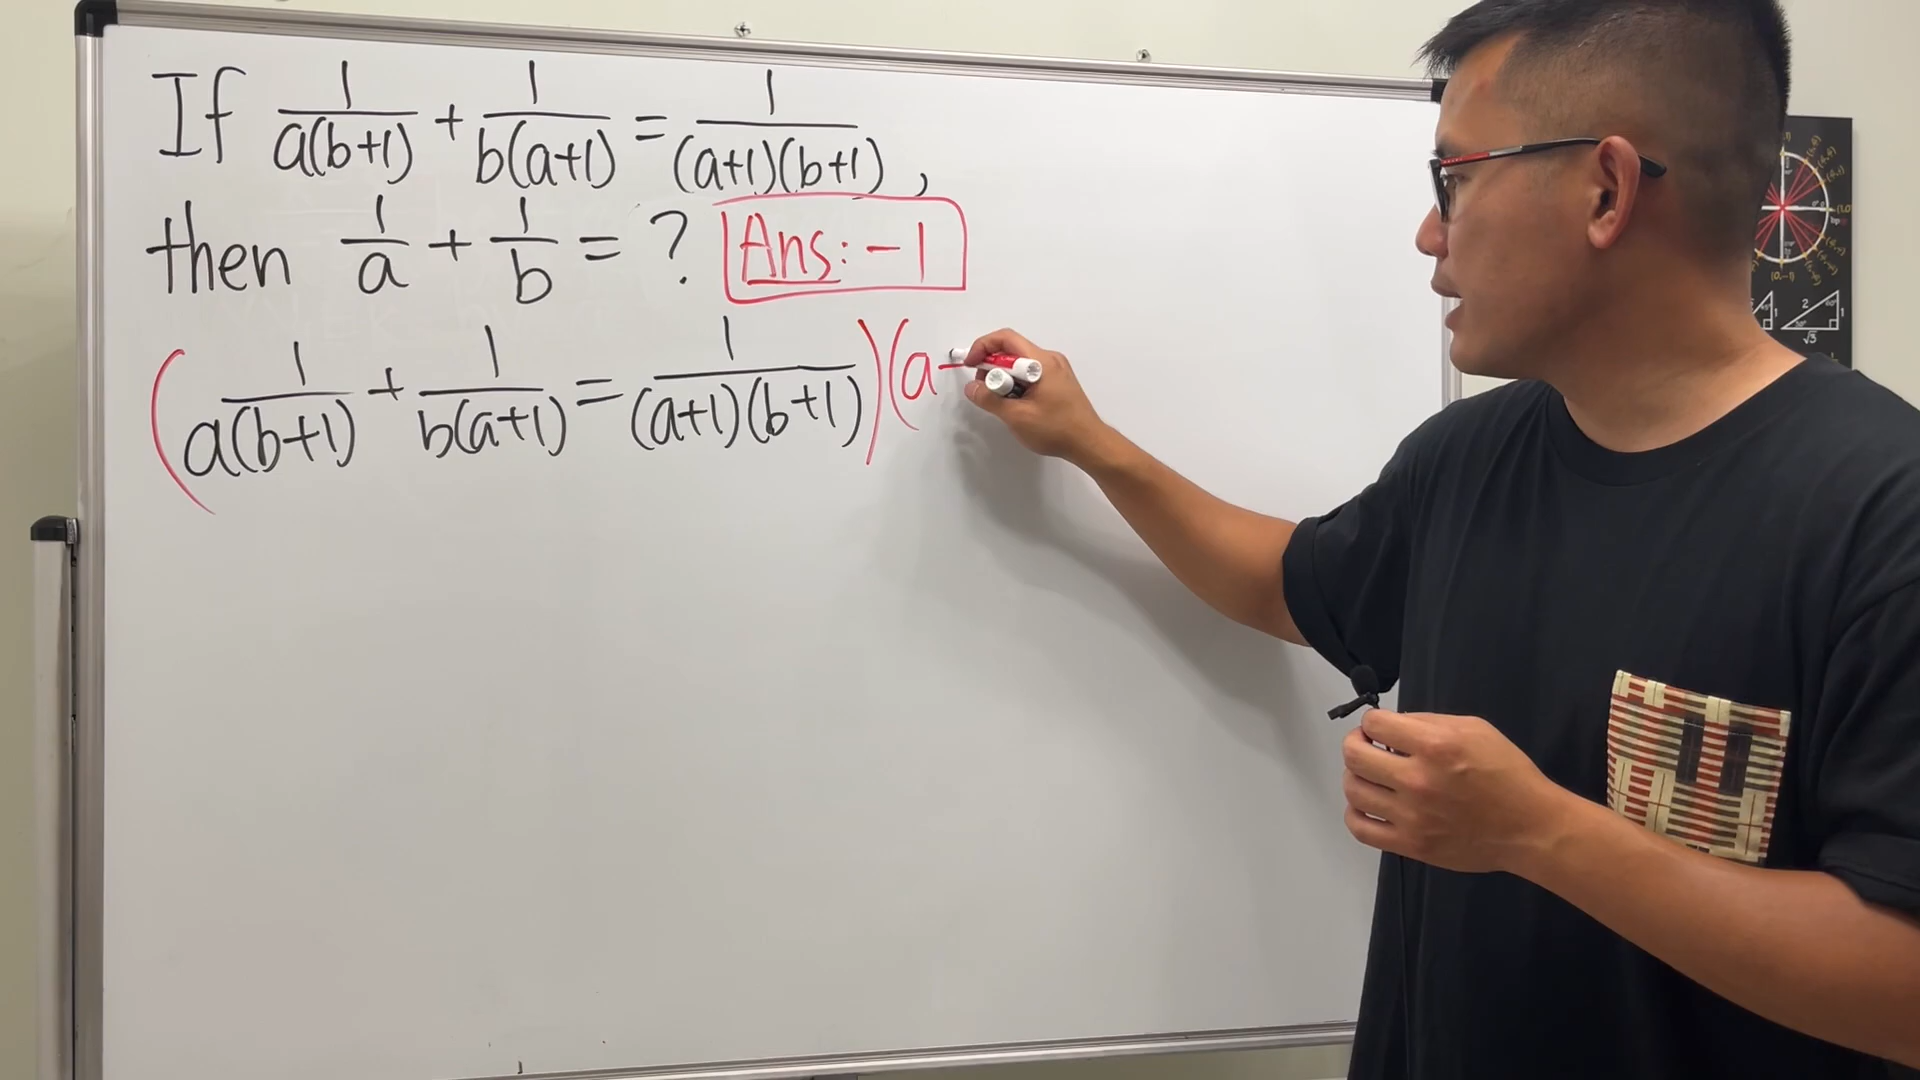 If 1/(a(b+1)) + 1/(b(a+1)) = 1/((a+1)(b+1)),
then 1/a + 1/b = ? Ans: -1
(1/(a(b+1)) + 1/(b(a+1)) = 1/((a+1)(b+1)))(a